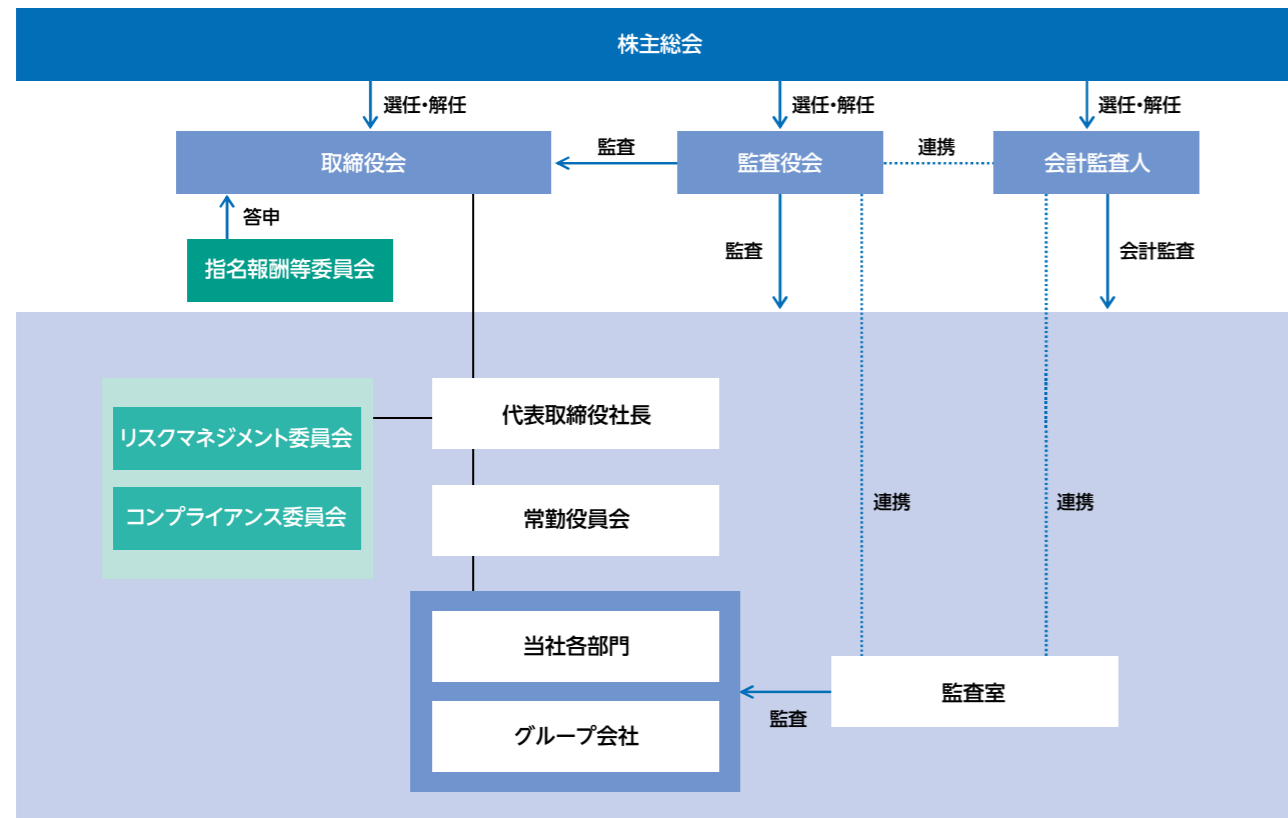 株主総会
選任・解任
選任・解任
選任・解任
取締役会
監査
監査役会
連携
会計監査人
答申
指名報酬等委員会
監査
会計監査
代表取締役社長
リスクマネジメント委員会
コンプライアンス委員会
常勤役員会
連携
連携
当社各部門
監査室
監査
グループ会社